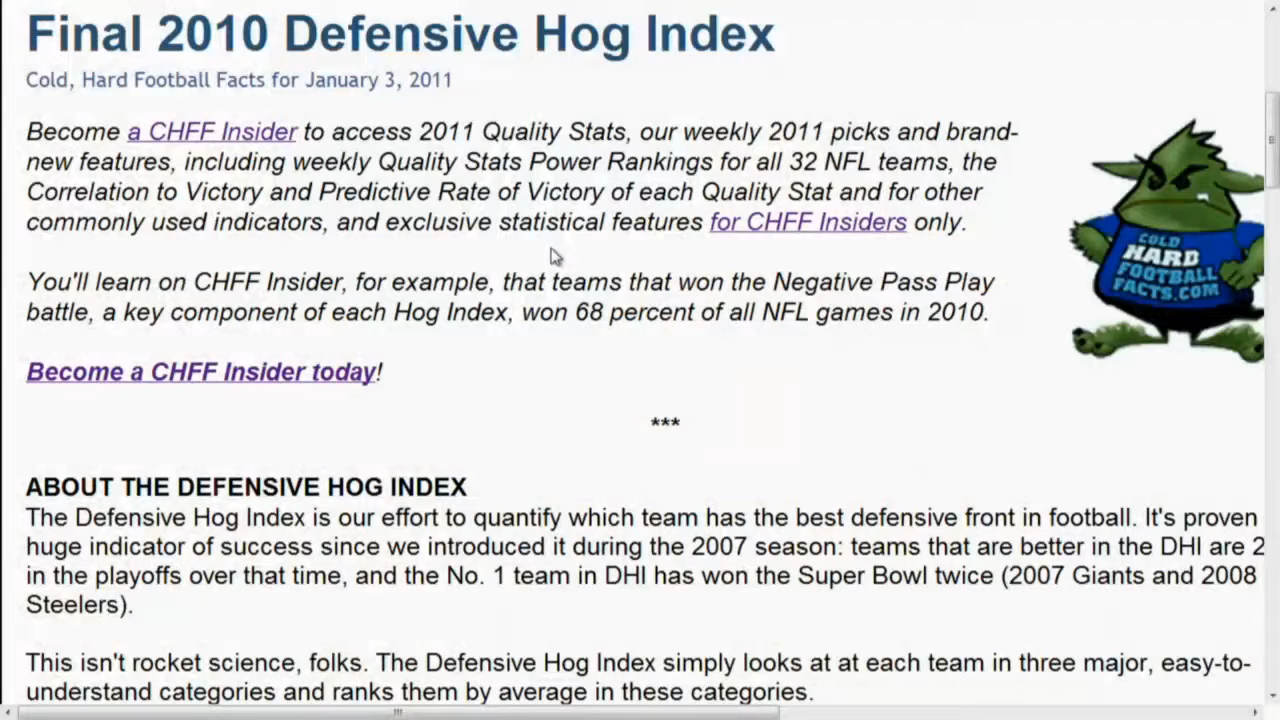 Final 2010 Defensive Hog Index
Cold, Hard Football Facts for January 3, 2011
Become a CHFF Insider to access 2011 Quality Stats, our weekly 2011 picks and brand-
new features, including weekly Quality Stats Power Rankings for all 32 NFL teams, the
Correlation to Victory and Predictive Rate of Victory of each Quality Stat and for other
commonly used indicators, and exclusive statistical features for CHFF Insiders only.
COLD
HARD
FOOTBALL
FACTS.COM
You'll learn on CHFF Insider, for example, that teams that won the Negative Pass Play
battle, a key component of each Hog Index, won 68 percent of all NFL games in 2010.
Become a CHFF Insider today!
***
ABOUT THE DEFENSIVE HOG INDEX
The Defensive Hog Index is our effort to quantify which team has the best defensive front in football. It's proven
huge indicator of success since we introduced it during the 2007 season: teams that are better in the DHI are 2
in the playoffs over that time, and the No. 1 team in DHI has won the Super Bowl twice (2007 Giants and 2008
Steelers).
This isn't rocket science, folks. The Defensive Hog Index simply looks at at each team in three major, easy-to-
understand categories and ranks them by average in these categories.